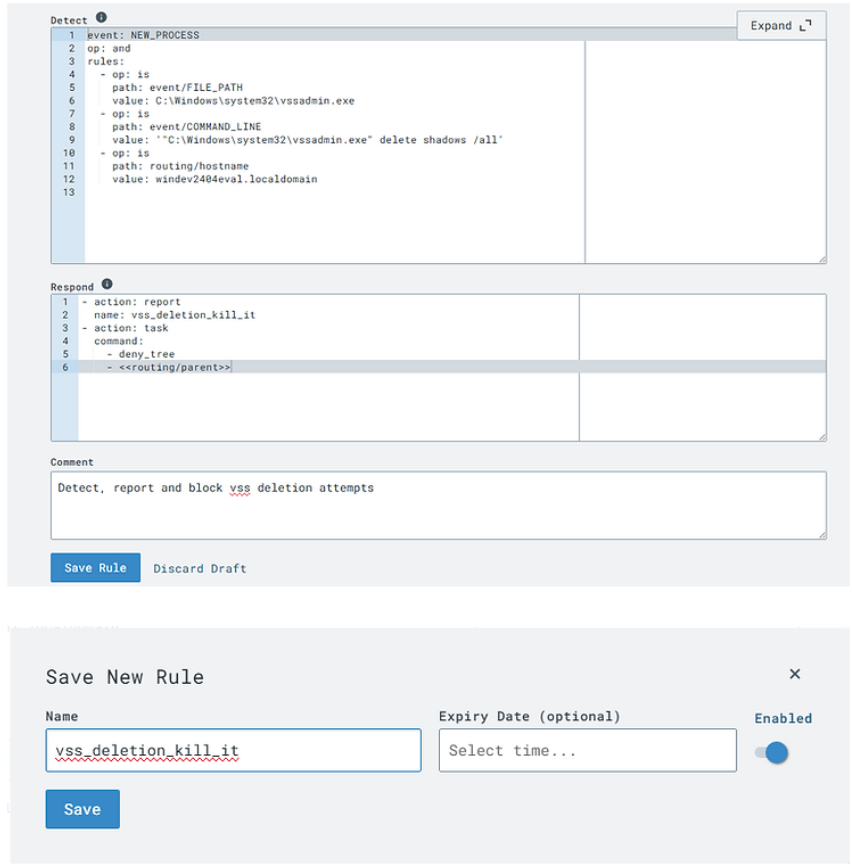 Detect
Expand
1 event: NEW_PROCESS
2 op: and
3 rules:
4   - op: is
5     path: event/FILE_PATH
6     value: C:\Windows\system32\vssadmin.exe
7   - op: is
8     path: event/COMMAND_LINE
9     value: '"C:\Windows\system32\vssadmin.exe" delete shadows /all'
10   - op: is
11     path: routing/hostname
12     value: windev2404eval.localdomain
13
Respond
1 - action: report
2   name: vss_deletion_kill_it
3 - action: task
4   command:
5     - deny_tree
6     - <<routing/parent>>
Comment
Detect, report and block vss deletion attempts
Save Rule Discard Draft
Save New Rule ×
Name Expiry Date (optional) Enabled
vss_deletion_kill_it Select time...
Save